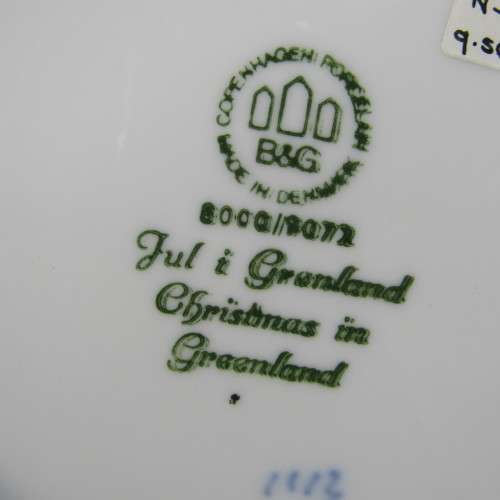 COPENHAGEN PORCELAIN
B&G
MADE IN DENMARK
Jul i Grønland
Christmas in
Greenland